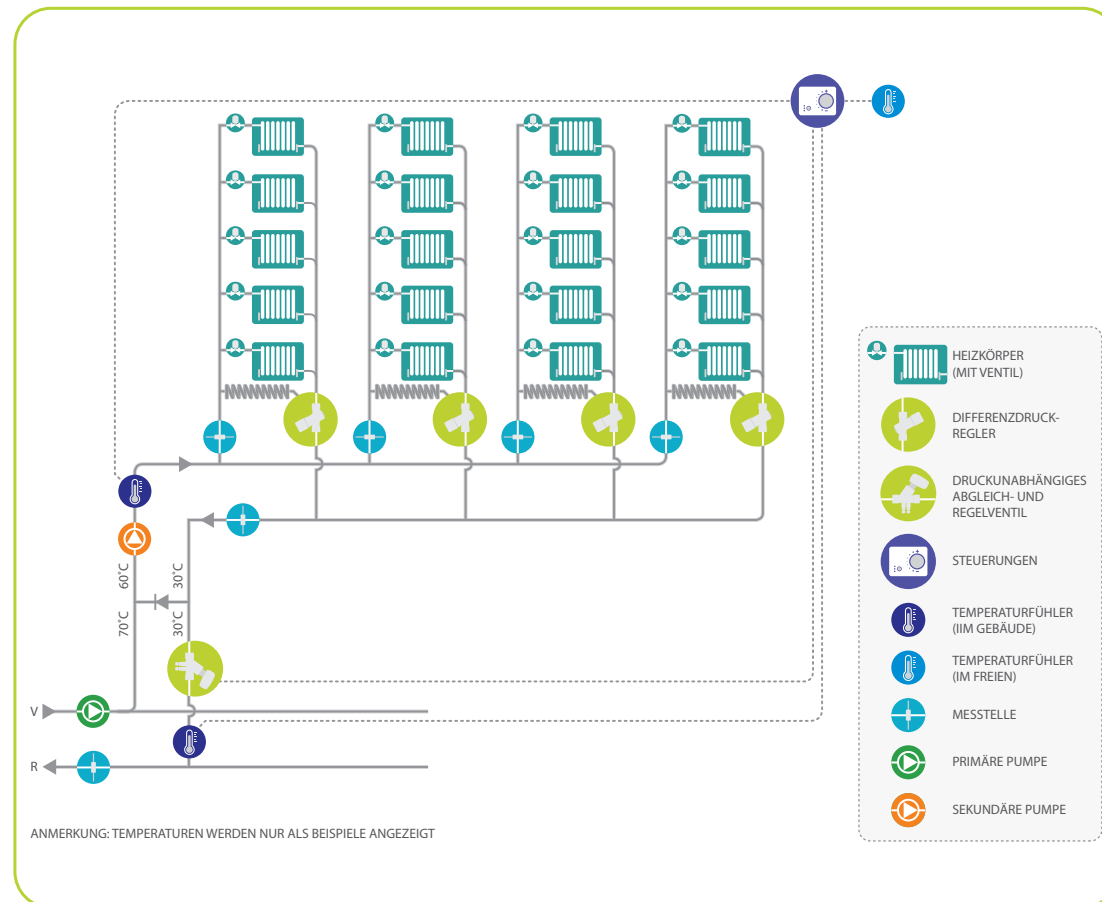 60°C
30°C
70°C
30°C
V
R
ANMERKUNG: TEMPERATUREN WERDEN NUR ALS BEISPIELE ANGEZEIGT
HEIZKÖRPER
(MIT VENTIL)
DIFFERENZDRUCK-
REGLER
DRUCKUNABHÄNGIGES
ABGLEICH- UND
REGELVENTIL
STEUERUNGEN
TEMPERATURFÜHLER
(IIM GEBÄUDE)
TEMPERATURFÜHLER
(IM FREIEN)
MESSTELLE
PRIMÄRE PUMPE
SEKUNDÄRE PUMPE